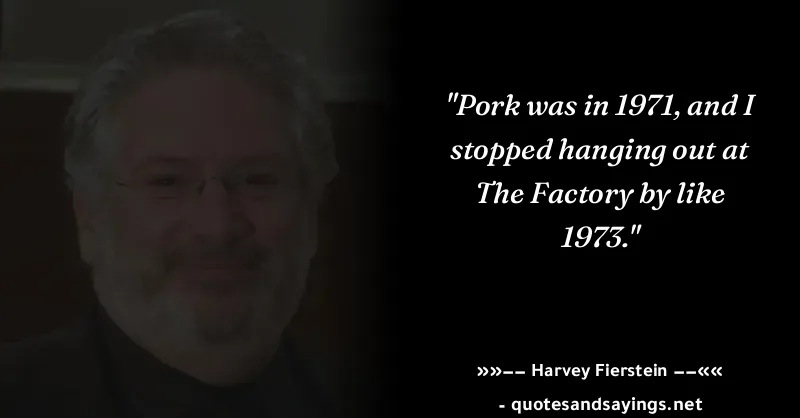 "Pork was in 1971, and I
stopped hanging out at
The Factory by like
1973."
»»−− Harvey Fierstein −−««
- quotesandsayings.net